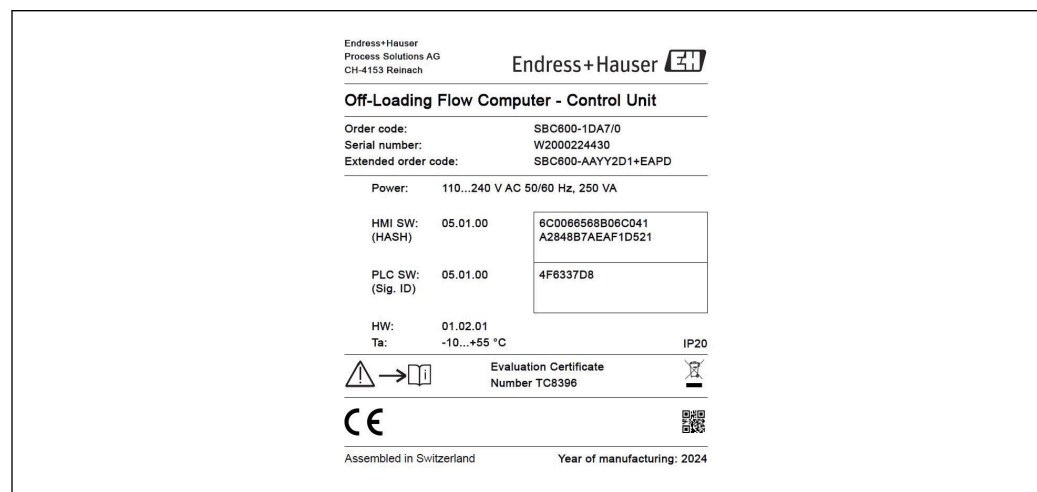 Endress+Hauser
Process Solutions AG
CH-4153 Reinach
Endress+Hauser EH
Off-Loading Flow Computer - Control Unit
Order code: SBC600-1DA7/0
Serial number: W2000224430
Extended order code: SBC600-AAYY2D1+EAPD
Power: 110...240 V AC 50/60 Hz, 250 VA
HMI SW: 05.01.00 6C0066568B06C041
(HASH) A2848B7AEAF1D521
PLC SW: 05.01.00 4F6337D8
(Sig. ID)
HW: 01.02.01
Ta: -10...+55 °C IP20
i Evaluation Certificate
Number TC8396
CE
Assembled in Switzerland Year of manufacturing: 2024